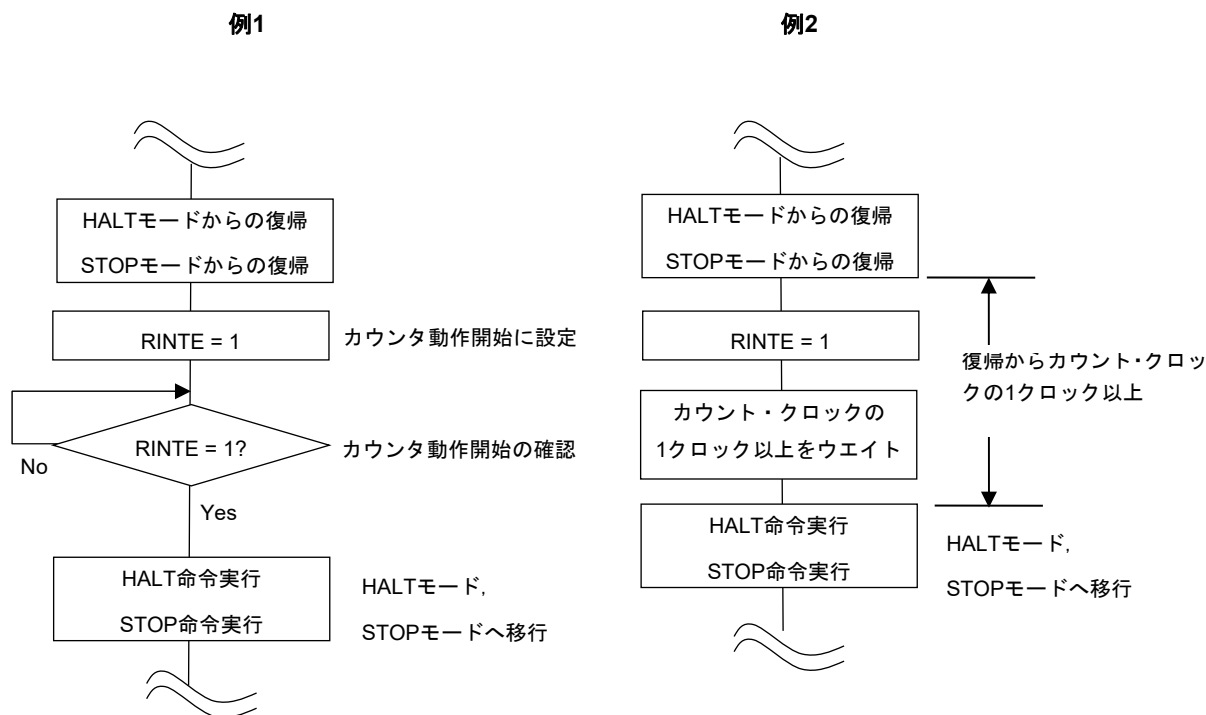 例1
HALTモードからの復帰
STOPモードからの復帰
RINTE = 1
カウンタ動作開始に設定
RINTE = 1?
カウンタ動作開始の確認
No
Yes
HALT命令実行
STOP命令実行
HALTモード,
STOPモードへ移行
例2
HALTモードからの復帰
STOPモードからの復帰
RINTE = 1
復帰からカウント・クロッ
クの1クロック以上
カウント・クロックの
1クロック以上をウエイト
HALT命令実行
STOP命令実行
HALTモード,
STOPモードへ移行